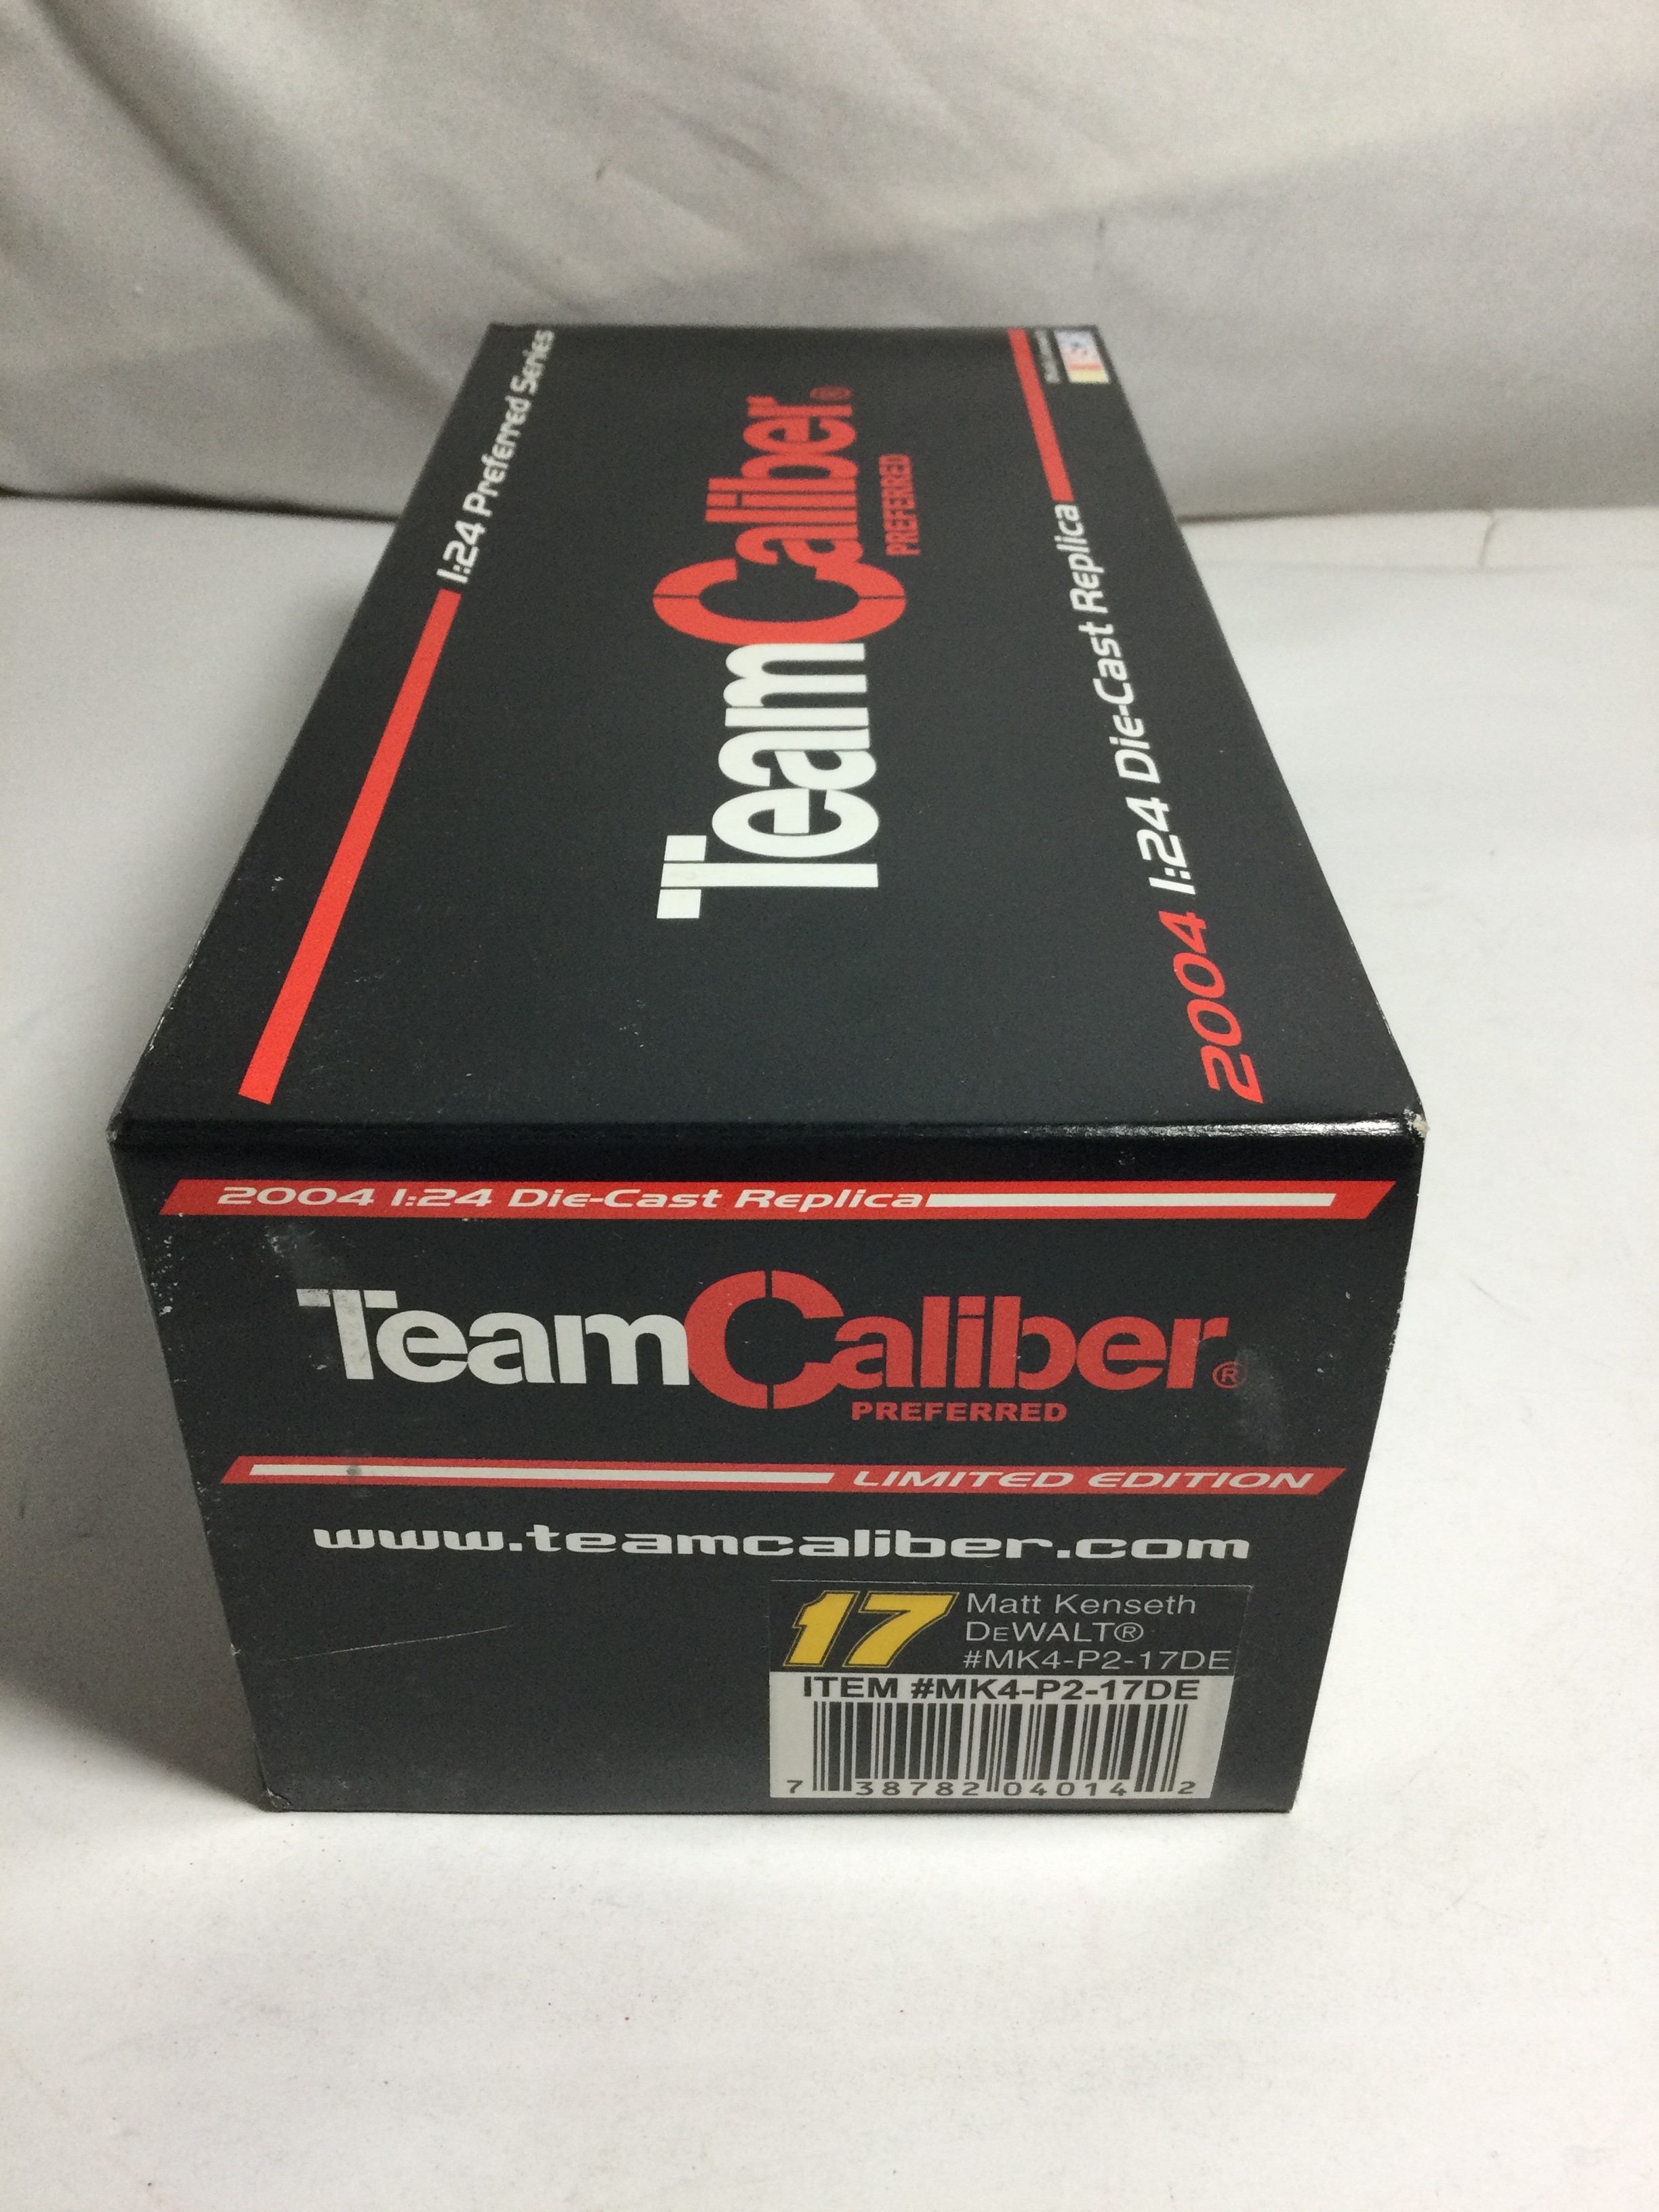 1:24 Preferred Series
TeamCaliber®
PREFERRED
2004 1:24 Die-Cast Replica
2004 1:24 Die-Cast Replica
TeamCaliber®
PREFERRED
LIMITED EDITION
www.teamcaliber.com
17
Matt Kenseth
DEWALT®
#MK4-P2-17DE
ITEM #MK4-P2-17DE
7 38782 04014 2